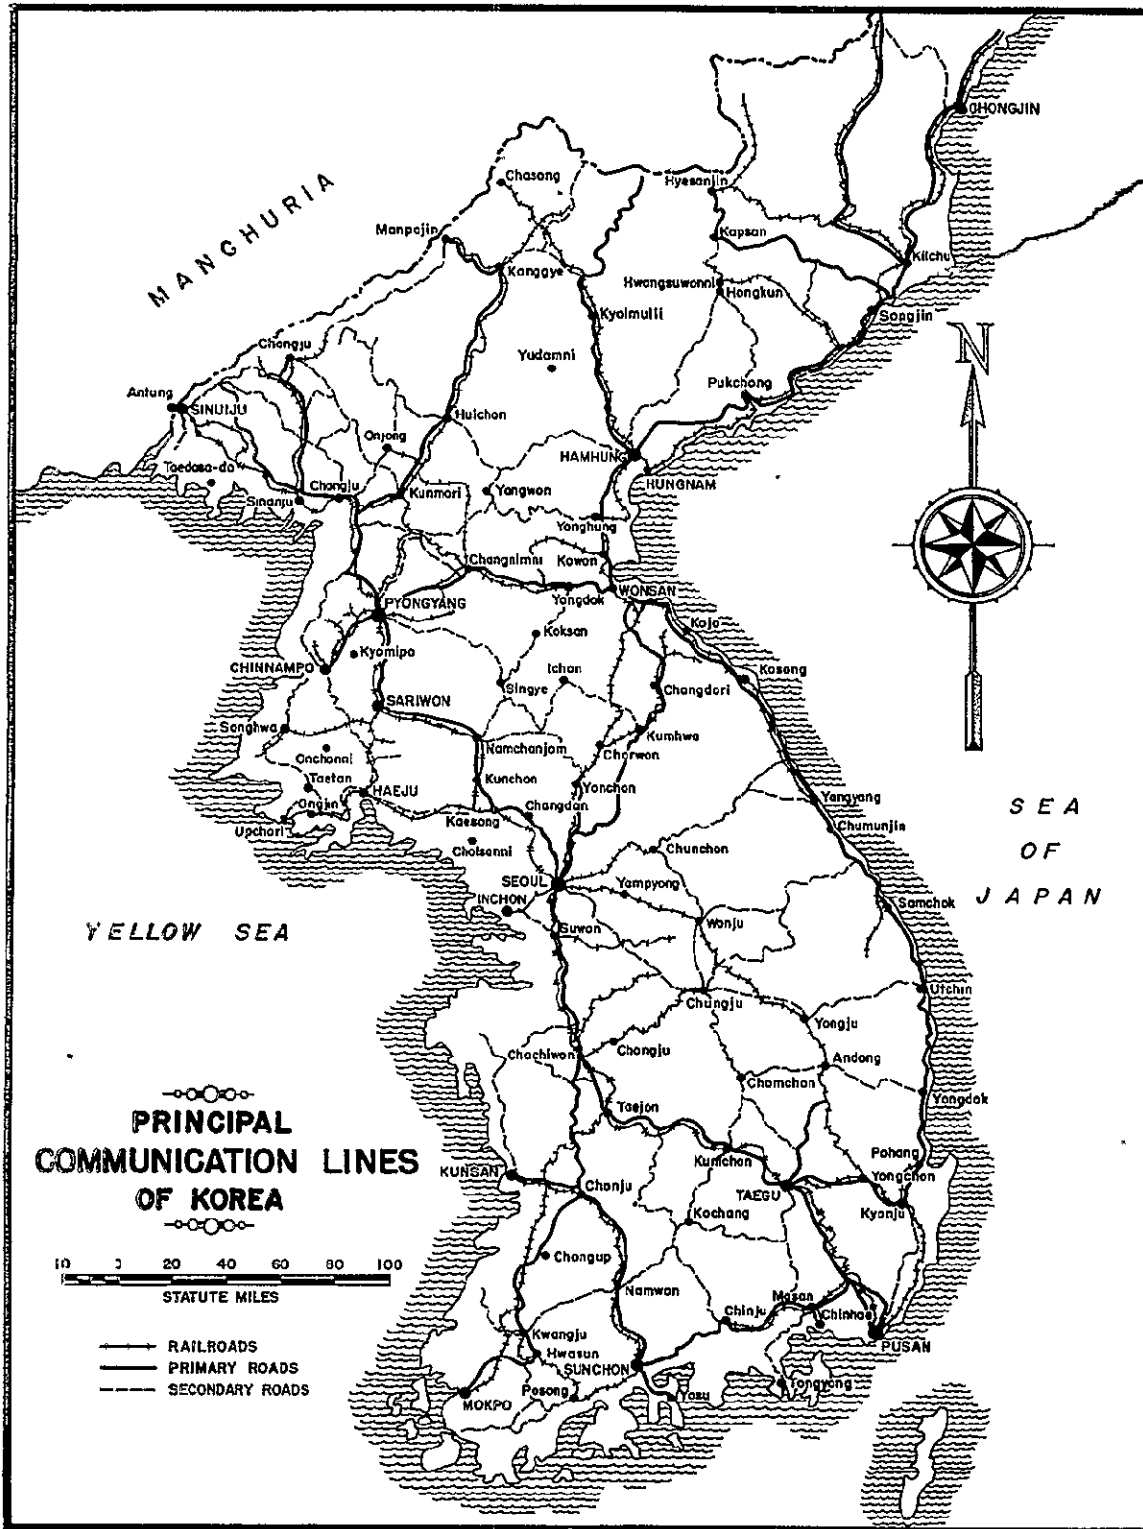 CHONGJIN
MANCHURIA
Chasong
Hyesanjin
Manpojin
Kapsan
Kilchu
Kanggye
Hwangsuwonni
Hongkun
Kyolmulii
Songjin
N
Chongju
Yudamni
Antung
SINUIJU
Pukchong
Huichon
Onjong
HAMHUNG
Taedasa-do
HUNGNAM
Chongju
Sinanju
Kunmori
Yangwon
Yonghung
Changnimni
Kowon
PYONGYANG
Yangdok
WONSAN
Kojo
Koksan
CHINNAMPO
Kyomipo
Ichon
Kosong
Singye
Changdori
SARIWON
Songhwa
Kumhwa
Namchanjom
Onchonni
Chorwon
Taetan
Kunchon
Yonchon
HAEJU
Ongjin
Yangyang
SEA
Changdan
Upchori
Kaesong
Chumunjin
Choisanni
Chunchon
OF
SEOUL
Yampyong
JAPAN
INCHON
Samchok
YELLOW SEA
Suwon
Wonju
Utchin
Chungju
Yongju
Chochiwon
Chongju
Andong
Chomchon
Yongdok
Taejon
PRINCIPAL
COMMUNICATION LINES
OF KOREA
Pohang
Kumchon
KUNSAN
Yongchon
TAEGU
Chonju
Kyonju
Kochang
Chongup
10 0 20 40 60 80 100
STATUTE MILES
Namwon
Masan
Chinju
Chinhae
Kwangju
PUSAN
RAILROADS
Hwasun
PRIMARY ROADS
SUNCHON
SECONDARY ROADS
Tongyong
Posong
Yosu
MOKPO